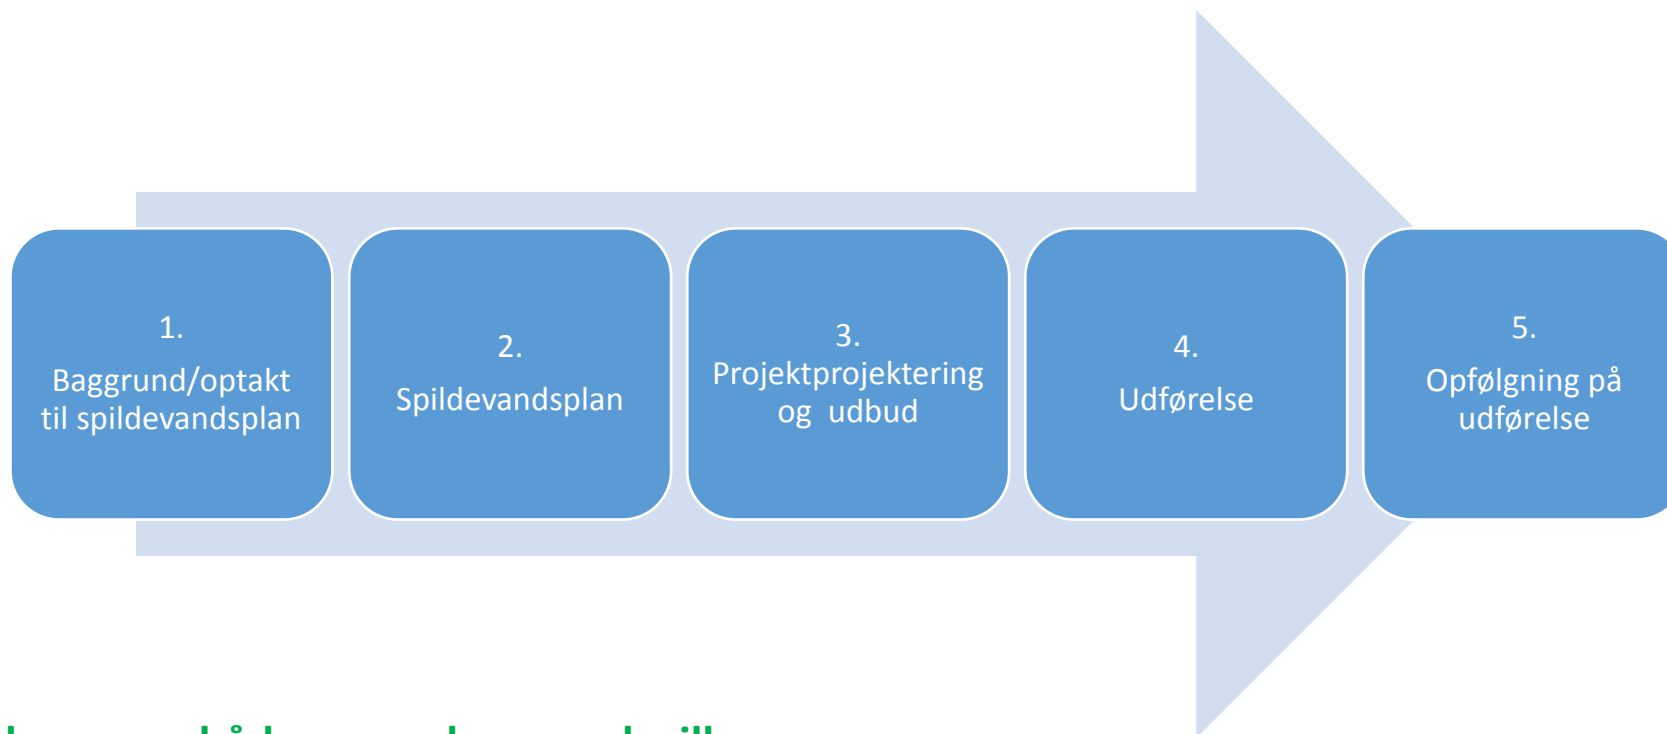 1.
Baggrund/optakt
til spildevandsplan
2.
Spildevandsplan
3.
Projektprojektering
og udbud
4.
Udførelse
5.
Opfølgning på
udførelse